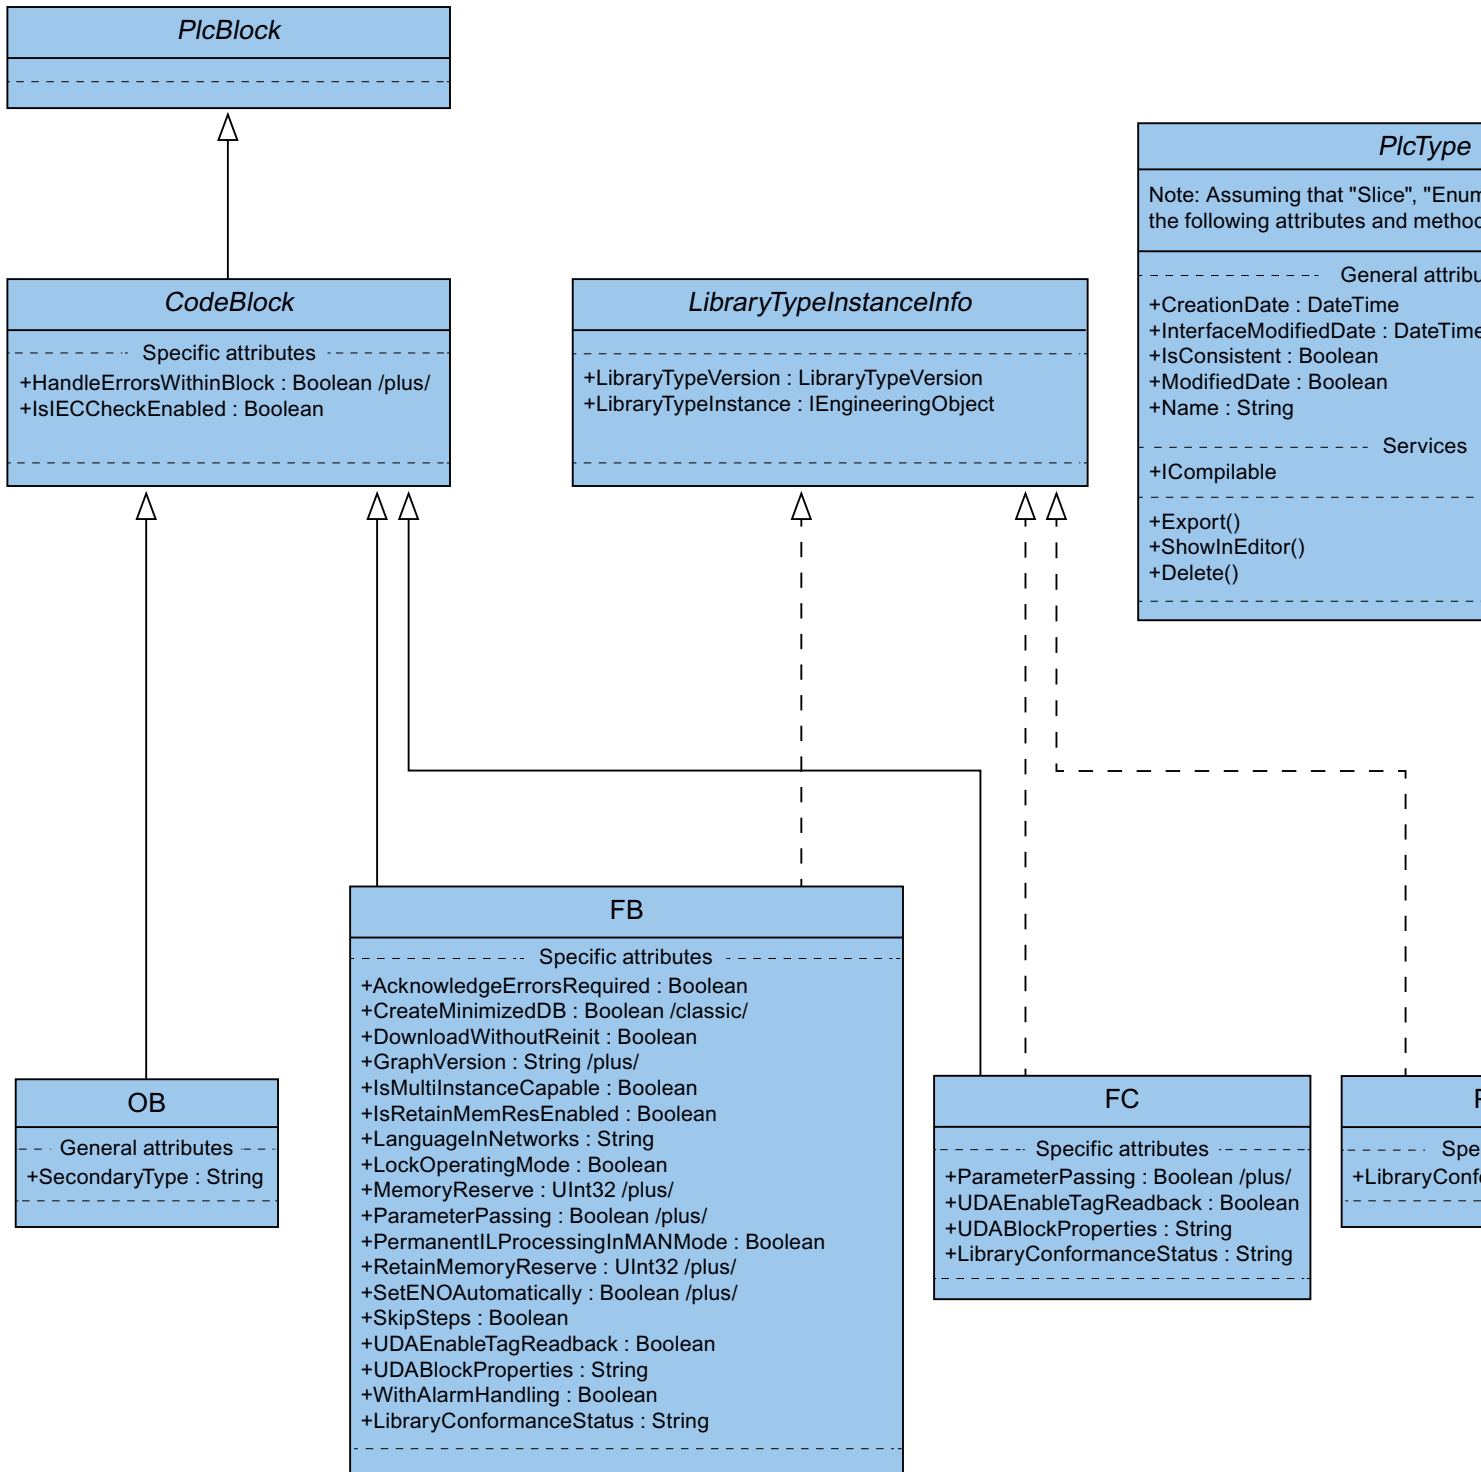 PlcBlock
CodeBlock
Specific attributes
+HandleErrorsWithinBlock : Boolean /plus/
+IsIECCheckEnabled : Boolean
LibraryTypeInstanceInfo
+LibraryTypeVersion : LibraryTypeVersion
+LibraryTypeInstance : IEngineeringObject
PlcType
Note: Assuming that "Slice", "Enum
the following attributes and method
General attribu
+CreationDate : DateTime
+InterfaceModifiedDate : DateTime
+IsConsistent : Boolean
+ModifiedDate : Boolean
+Name : String
Services
+ICompilable
+Export()
+ShowInEditor()
+Delete()
OB
General attributes
+SecondaryType : String
FB
Specific attributes
+AcknowledgeErrorsRequired : Boolean
+CreateMinimizedDB : Boolean /classic/
+DownloadWithoutReinit : Boolean
+GraphVersion : String /plus/
+IsMultiInstanceCapable : Boolean
+IsRetainMemResEnabled : Boolean
+LanguageInNetworks : String
+LockOperatingMode : Boolean
+MemoryReserve : UInt32 /plus/
+ParameterPassing : Boolean /plus/
+PermanentILProcessingInMANMode : Boolean
+RetainMemoryReserve : UInt32 /plus/
+SetENOAutomatically : Boolean /plus/
+SkipSteps : Boolean
+UDAEnableTagReadback : Boolean
+UDABlockProperties : String
+WithAlarmHandling : Boolean
+LibraryConformanceStatus : String
FC
Specific attributes
+ParameterPassing : Boolean /plus/
+UDAEnableTagReadback : Boolean
+UDABlockProperties : String
+LibraryConformanceStatus : String
Spe
+LibraryConfo